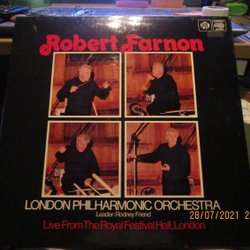 Robert Farnon
LONDON PHILHARMONIC ORCHESTRA
Leader: Rodney Friend
Live From The Royal Festival Hall, London
28/07/2021